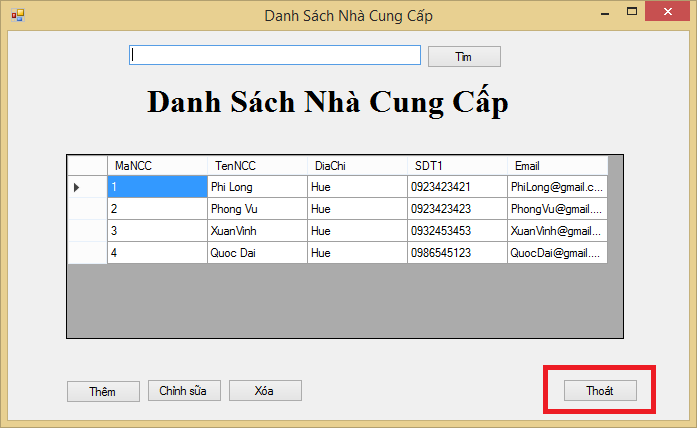 Danh Sách Nhà Cung Cấp
Tìm
Danh Sách Nhà Cung Cấp
MaNCC TenNCC DiaChi SDT1 Email
1 Phi Long Hue 0923423421 PhiLong@gmail.c...
2 Phong Vu Hue 0923423423 PhongVu@gmail....
3 XuanVinh Hue 0932453453 XuanVinh@gmail...
4 Quoc Dai Hue 0986545123 QuocDai@gmail....
Thêm Chỉnh sửa Xóa Thoát